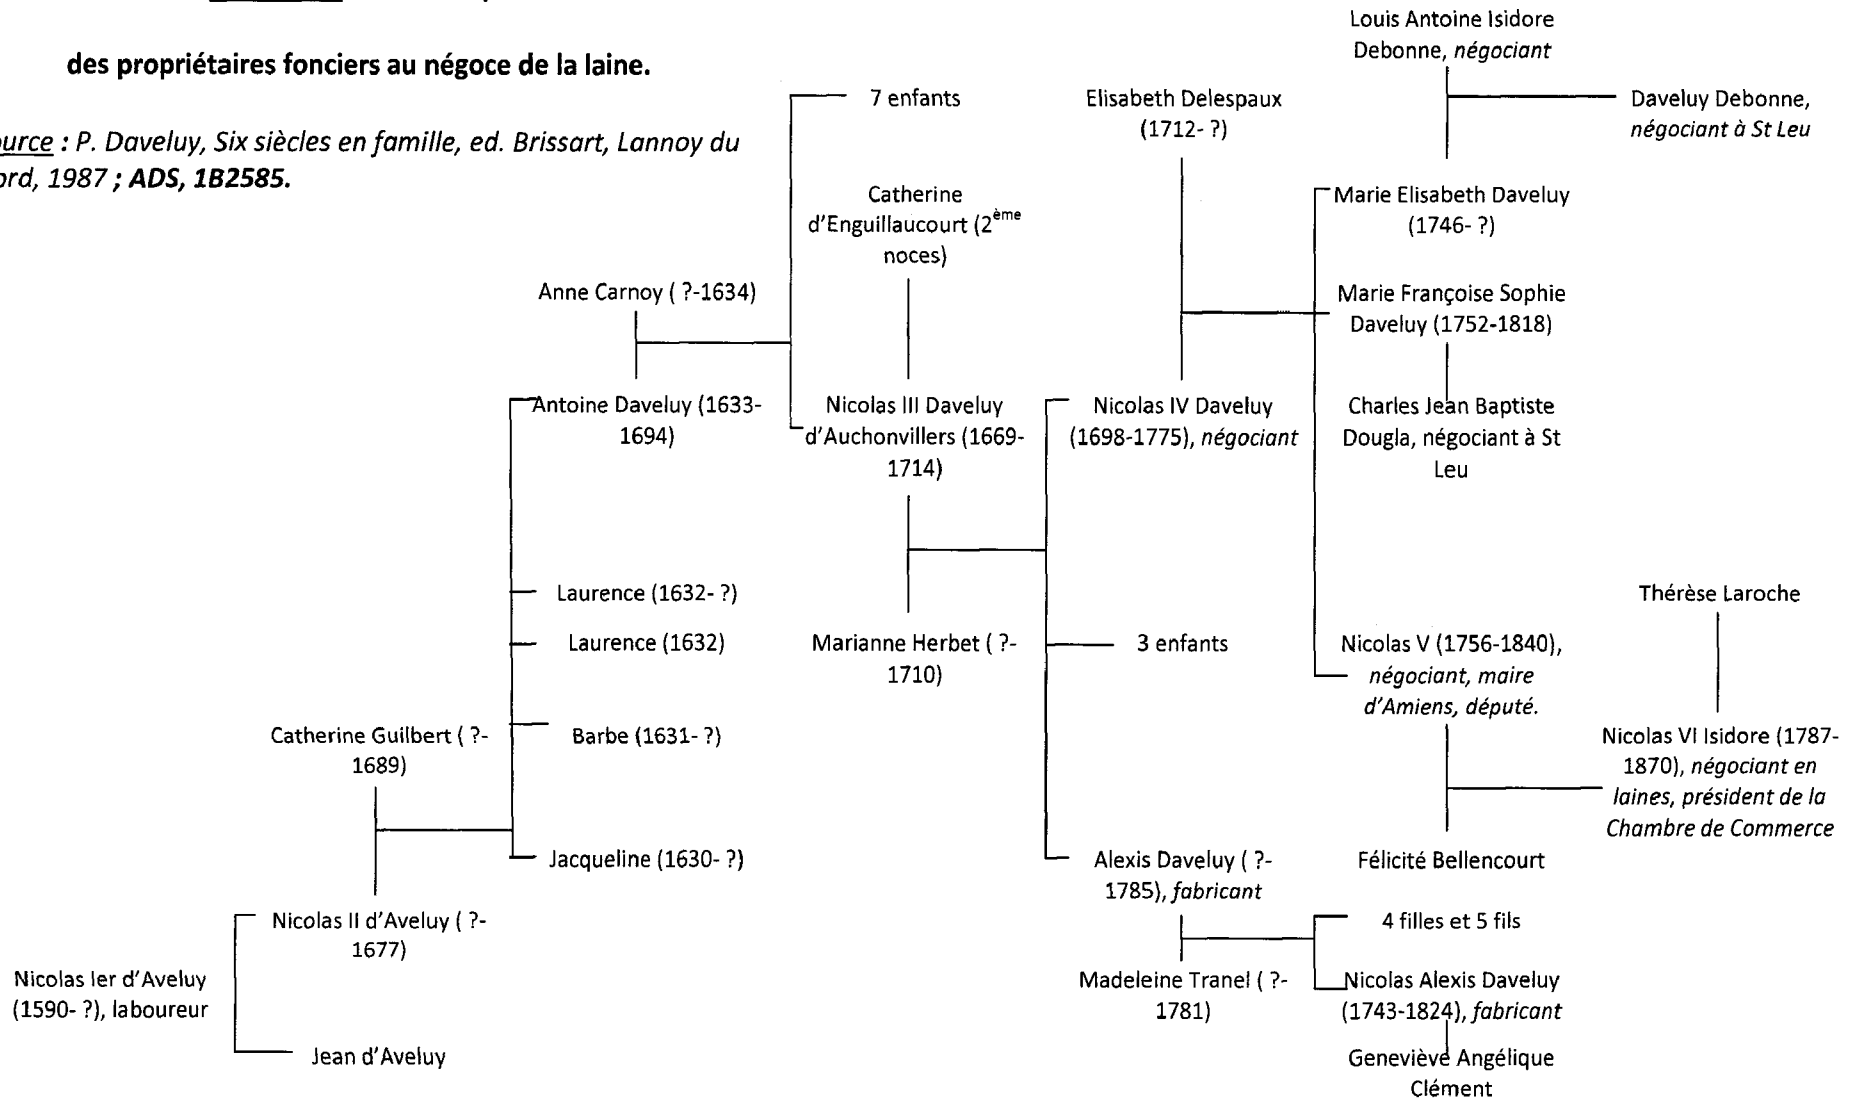 des propriétaires fonciers au négoce de la laine.
: P. Daveluy, Six siècles en famille, ed. Brissart, Lannoy du
1987 ; ADS, 1B2585.
Louis Antoine Isidore
Debonne, négociant
Daveluy Debonne,
négociant à St Leu
7 enfants
Elisabeth Delespaux
(1712- ?)
Catherine
d'Enguillaucourt (2ème
noces)
Marie Elisabeth Daveluy
(1746- ?)
Anne Carnoy ( ?-1634)
Marie Françoise Sophie
Daveluy (1752-1818)
Antoine Daveluy (1633-
1694)
Nicolas III Daveluy
d'Auchonvillers (1669-
1714)
Nicolas IV Daveluy
(1698-1775), négociant
Charles Jean Baptiste
Dougla, négociant à St
Leu
Laurence (1632- ?)
Laurence (1632)
Barbe (1631- ?)
Jacqueline (1630- ?)
Marianne Herbet ( ?-
1710)
3 enfants
Nicolas V (1756-1840),
négociant, maire
d'Amiens, député.
Thérèse Laroche
Nicolas VI Isidore (1787-
1870), négociant en
laines, président de la
Chambre de Commerce
Catherine Guilbert ( ?-
1689)
Alexis Daveluy ( ?-
1785), fabricant
Félicité Bellencourt
Nicolas II d'Aveluy ( ?-
1677)
4 filles et 5 fils
Nicolas Ier d'Aveluy
(1590- ?), laboureur
Madeleine Tranel ( ?-
1781)
Nicolas Alexis Daveluy
(1743-1824), fabricant
Jean d'Aveluy
Geneviève Angélique
Clément